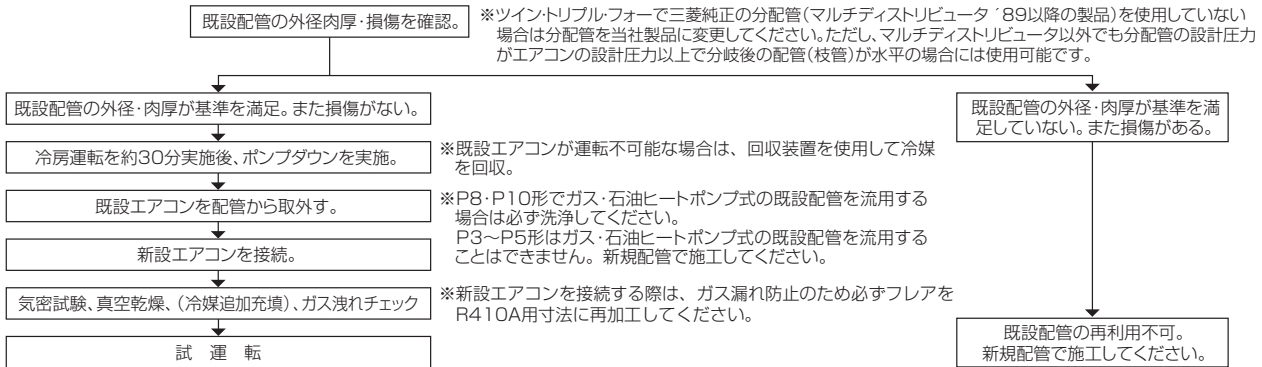 既設配管の外径肉厚・損傷を確認。
※ツイン・トリプル・フォーで三菱純正の分配管(マルチディストリビュータ ´89以降の製品)を使用していない
場合は分配管を当社製品に変更してください。ただし、マルチディストリビュータ以外でも分配管の設計圧力
がエアコンの設計圧力以上で分岐後の配管(枝管)が水平の場合には使用可能です。
既設配管の外径・肉厚が基準を満足。また損傷がない。
既設配管の外径・肉厚が基準を満
足していない。また損傷がある。
冷房運転を約30分実施後、ポンプダウンを実施。
※既設エアコンが運転不可能な場合は、回収装置を使用して冷媒
を回収。
既設エアコンを配管から取外す。
※P8・P10形でガス・石油ヒートポンプ式の既設配管を流用する
場合は必ず洗浄してください。
P3〜P5形はガス・石油ヒートポンプ式の既設配管を流用する
ことはできません。新規配管で施工してください。
新設エアコンを接続。
気密試験、真空乾燥、(冷媒追加充填)、ガス洩れチェック
※新設エアコンを接続する際は、ガス漏れ防止のため必ずフレアを
R410A用寸法に再加工してください。
試 運 転
既設配管の再利用不可。
新規配管で施工してください。